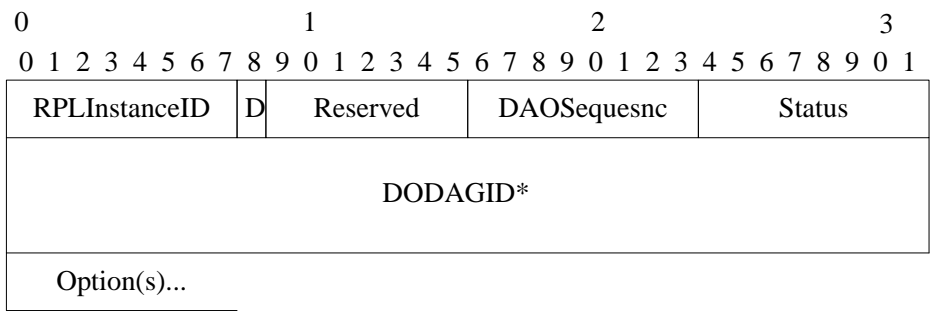 0 1 2 3
0 1 2 3 4 5 6 7 8 9 0 1 2 3 4 5 6 7 8 9 0 1 2 3 4 5 6 7 8 9 0 1
RPLInstanceID D Reserved DAOSequesnc Status
DODAGID*
Option(s)...